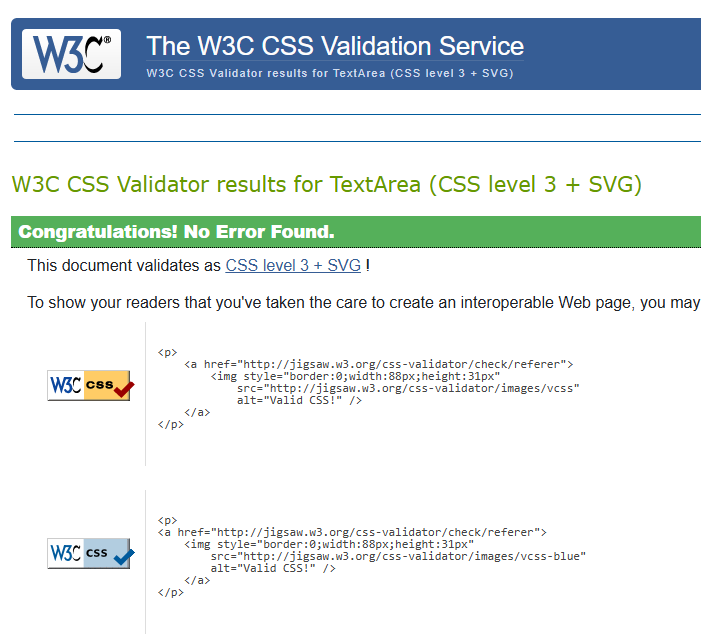 W3C®
The W3C CSS Validation Service
W3C CSS Validator results for TextArea (CSS level 3 + SVG)
W3C CSS Validator results for TextArea (CSS level 3 + SVG)
Congratulations! No Error Found.
This document validates as CSS level 3 + SVG !
To show your readers that you've taken the care to create an interoperable Web page, you may
W3C css
<p>
    <a href="http://jigsaw.w3.org/css-validator/check/referer">
        <img style="border:0;width:88px;height:31px"
            src="http://jigsaw.w3.org/css-validator/images/vcss"
            alt="Valid CSS!" />
    </a>
</p>
W3C css
<p>
<a href="http://jigsaw.w3.org/css-validator/check/referer">
    <img style="border:0;width:88px;height:31px"
        src="http://jigsaw.w3.org/css-validator/images/vcss-blue"
        alt="Valid CSS!" />
    </a>
</p>